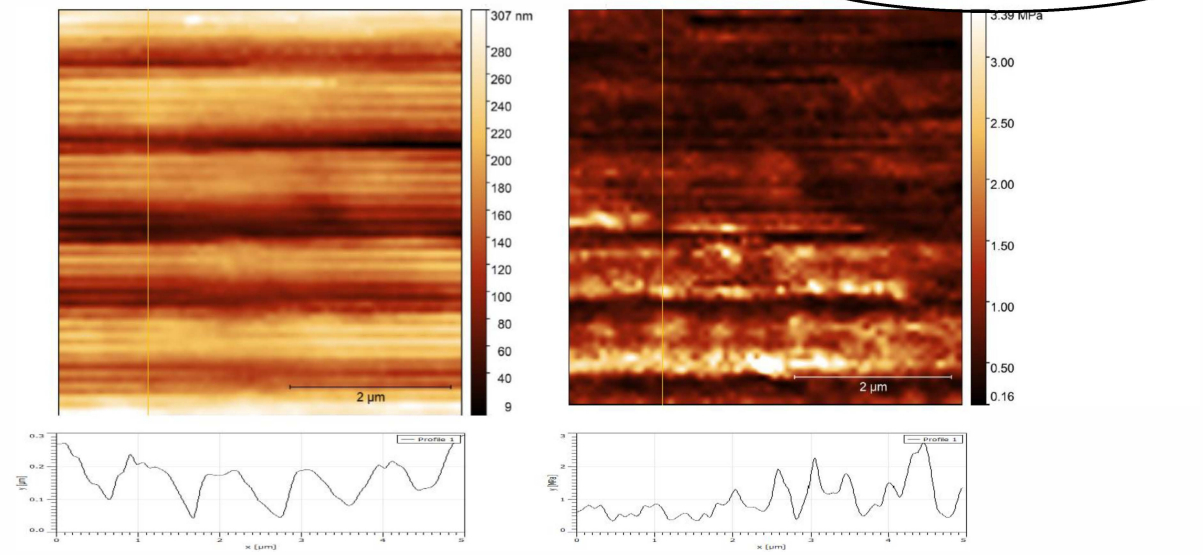 307 nm
280
260
240
220
200
180
160
140
120
100
80
60
40
9
2 µm
3.39 MPa
3.00
2.50
2.00
1.50
1.00
0.50
0.16
2 µm
Profile 1
0.3
0.2
0.1
0.0
y [µm]
0 1 2 3 4 5
x [µm]
Profile 1
3
2
1
0
y [MPa]
0 1 2 3 4 5
x [µm]